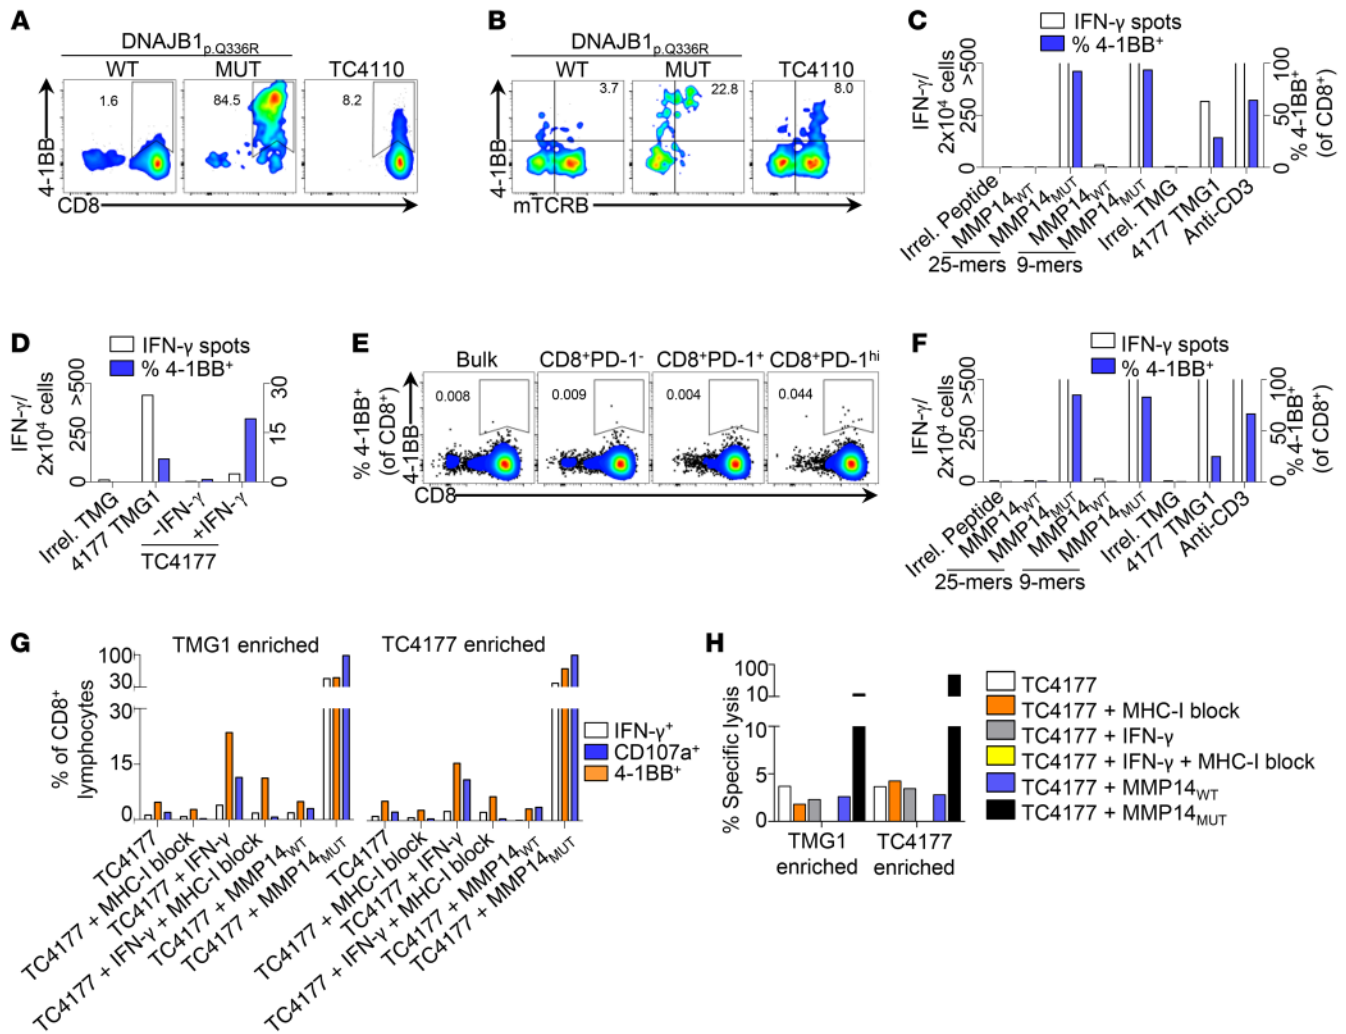 A
DNAJB1p.Q336R
WT MUT TC4110
1.6 84.5 8.2
4-1BB
CD8
B
DNAJB1p.Q336R
WT MUT TC4110
3.7 22.8 8.0
4-1BB
mTCRB
C
IFN-γ spots
% 4-1BB+
IFN-γ/
2x10⁴ cells
>500
250
0
100
50
0
% 4-1BB+
(of CD8+)
Irrel. Peptide
MMP14WT
MMP14MUT
MMP14WT
MMP14MUT
Irrel. TMG
4177 TMG1
Anti-CD3
25-mers 9-mers
D
IFN-γ spots
% 4-1BB+
IFN-γ/
2x10⁴ cells
>500
250
0
30
15
0
Irrel. TMG
4177 TMG1
-IFN-γ
+IFN-γ
TC4177
E
Bulk CD8+PD-1- CD8+PD-1+ CD8+PD-1hi
0.008 0.009 0.004 0.044
% 4-1BB+
(of CD8+)
4-1BB
CD8
F
IFN-γ spots
% 4-1BB+
IFN-γ/
2x10⁴ cells
>500
250
0
100
50
0
% 4-1BB+
(of CD8+)
Irrel. Peptide
MMP14WT
MMP14MUT
MMP14WT
MMP14MUT
Irrel. TMG
4177 TMG1
Anti-CD3
25-mers 9-mers
G
TMG1 enriched TC4177 enriched
% of CD8+
lymphocytes
100
30
30
15
0
IFN-γ+
CD107a+
4-1BB+
TC4177
TC4177 + MHC-I block
TC4177 + IFN-γ
TC4177 + IFN-γ + MHC-I block
TC4177 + MMP14WT
TC4177 + MMP14MUT
TC4177
TC4177 + MHC-I block
TC4177 + IFN-γ
TC4177 + IFN-γ + MHC-I block
TC4177 + MMP14WT
TC4177 + MMP14MUT
H
% Specific lysis
100
10
10
5
0
TMG1
enriched
TC4177
enriched
TC4177
TC4177 + MHC-I block
TC4177 + IFN-γ
TC4177 + IFN-γ + MHC-I block
TC4177 + MMP14WT
TC4177 + MMP14MUT